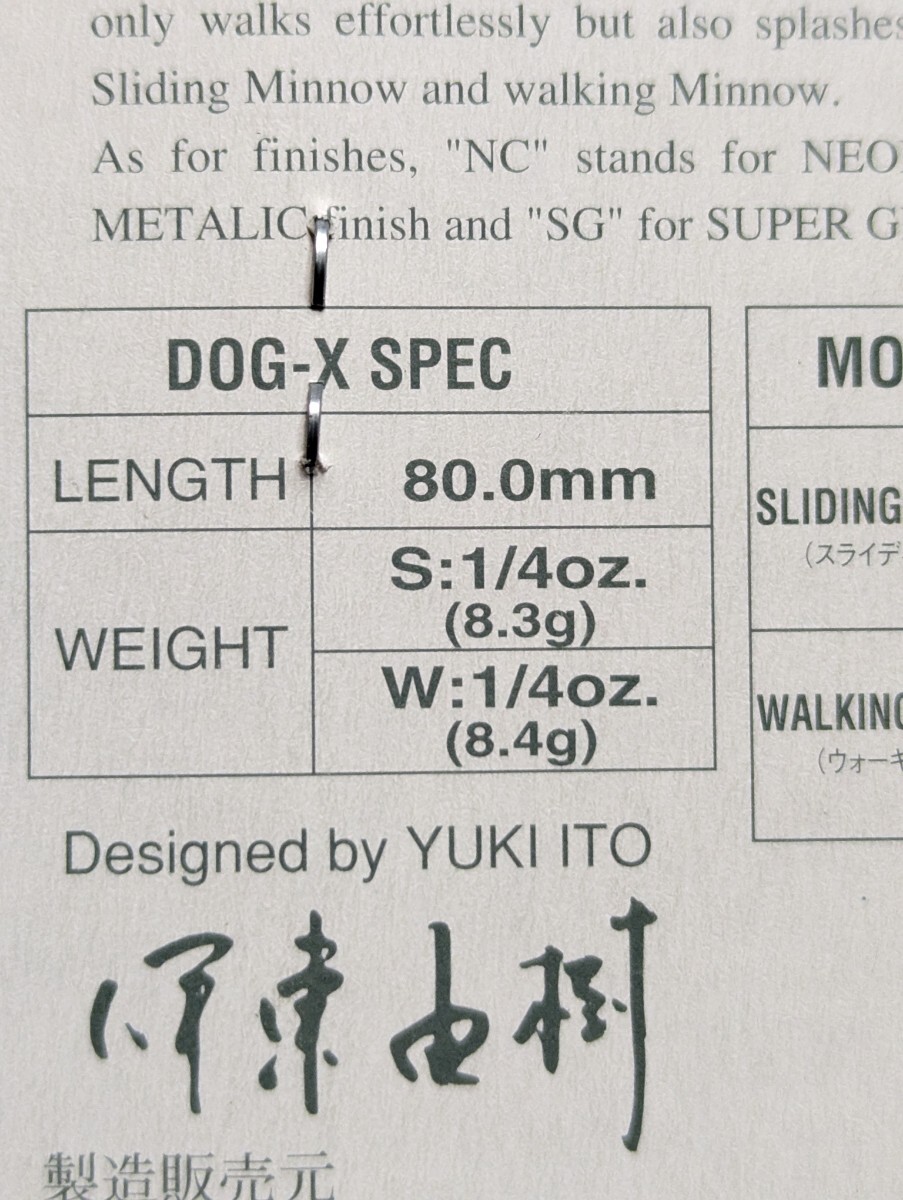 only walks effortlessly but also splashes
Sliding Minnow and walking Minnow.
As for finishes, "NC" stands for NEO
METALIC finish and "SG" for SUPER G
DOG-X SPEC
LENGTH 80.0mm
WEIGHT
S:1/4oz.
(8.3g)
W:1/4oz.
(8.4g)
MO
SLIDING
(スライデ
WALKING
(ウォーキ
Designed by YUKI ITO
伊東由樹
製造販売元